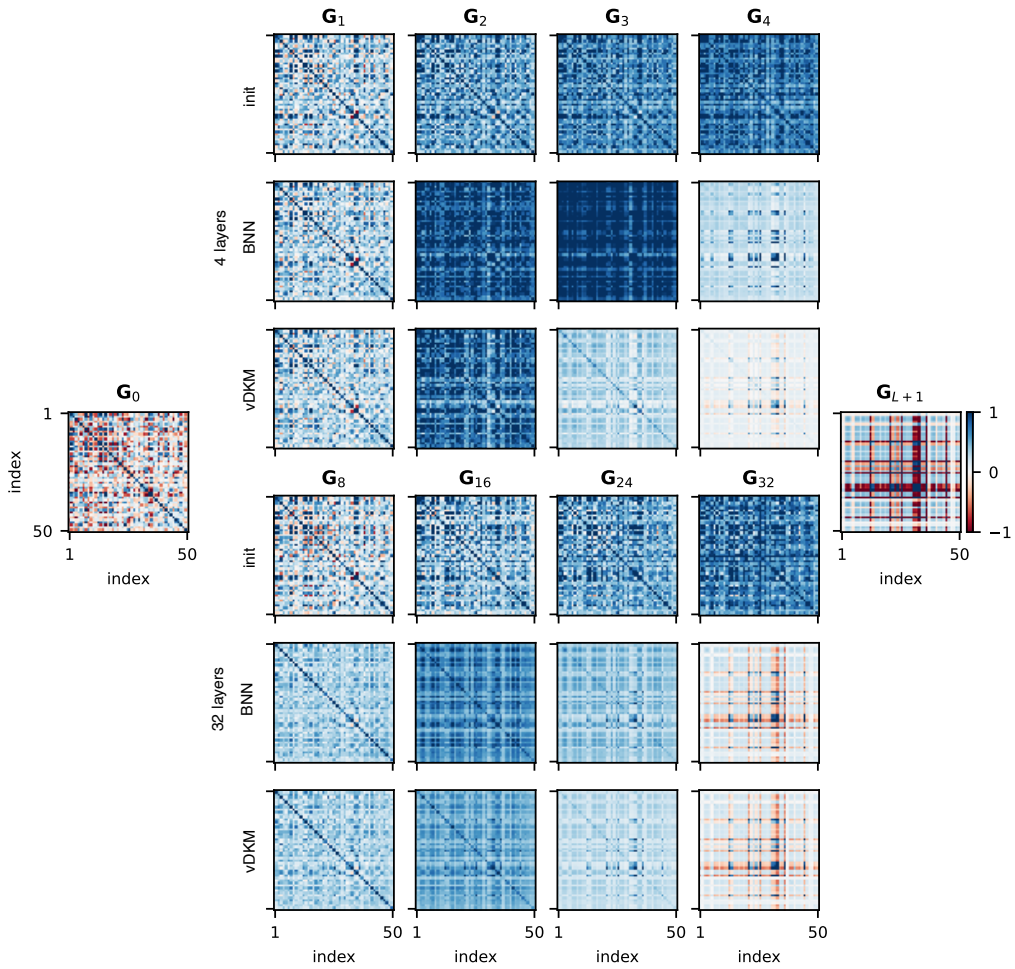 G1 G2 G3 G4
init
4 layers
BNN
vDKM
G0
1
index
50
1 50
index
GL+1
1
0
−1
1 50
index
G8 G16 G24 G32
init
32 layers
BNN
vDKM
1 50 1 50 1 50 1 50
index index index index